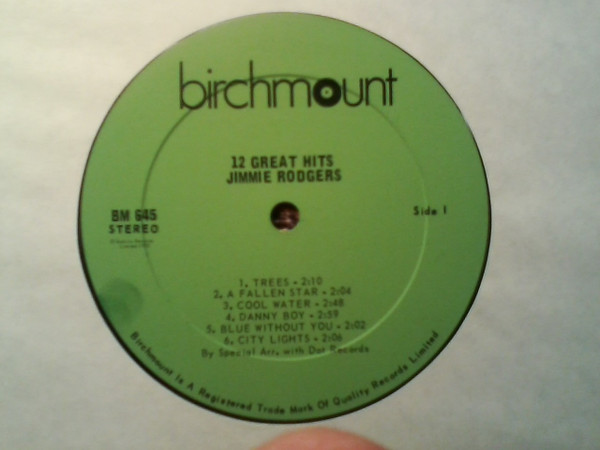 birchmount
12 GREAT HITS
JIMMIE RODGERS
BM 645
STEREO
Side 1
1. TREES - 2:10
2. A FALLEN STAR - 2:04
3. COOL WATER - 2:48
4. DANNY BOY - 2:59
5. BLUE WITHOUT YOU - 2:02
6. CITY LIGHTS - 2:06
By Special Arr. with Dot Records
Birchmount Is A Registered Trade Mark Of Quality Records Limited